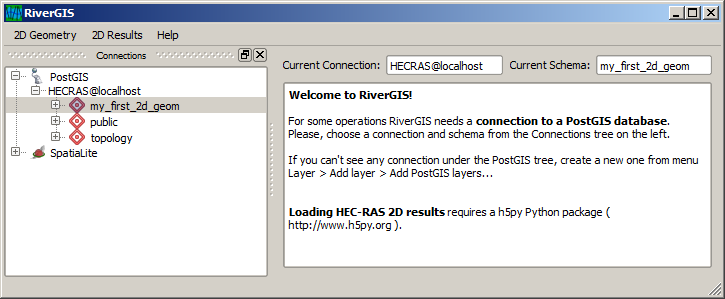 RiverGIS
2D Geometry 2D Results Help
Connections
PostGIS
HECRAS@localhost
my_first_2d_geom
public
topology
SpatiaLite
Current Connection: HECRAS@localhost Current Schema: my_first_2d_geom
Welcome to RiverGIS!
For some operations RiverGIS needs a connection to a PostGIS database.
Please, choose a connection and schema from the Connections tree on the left.
If you can't see any connection under the PostGIS tree, create a new one from menu
Layer > Add layer > Add PostGIS layers...
Loading HEC-RAS 2D results requires a h5py Python package (
http://www.h5py.org ).